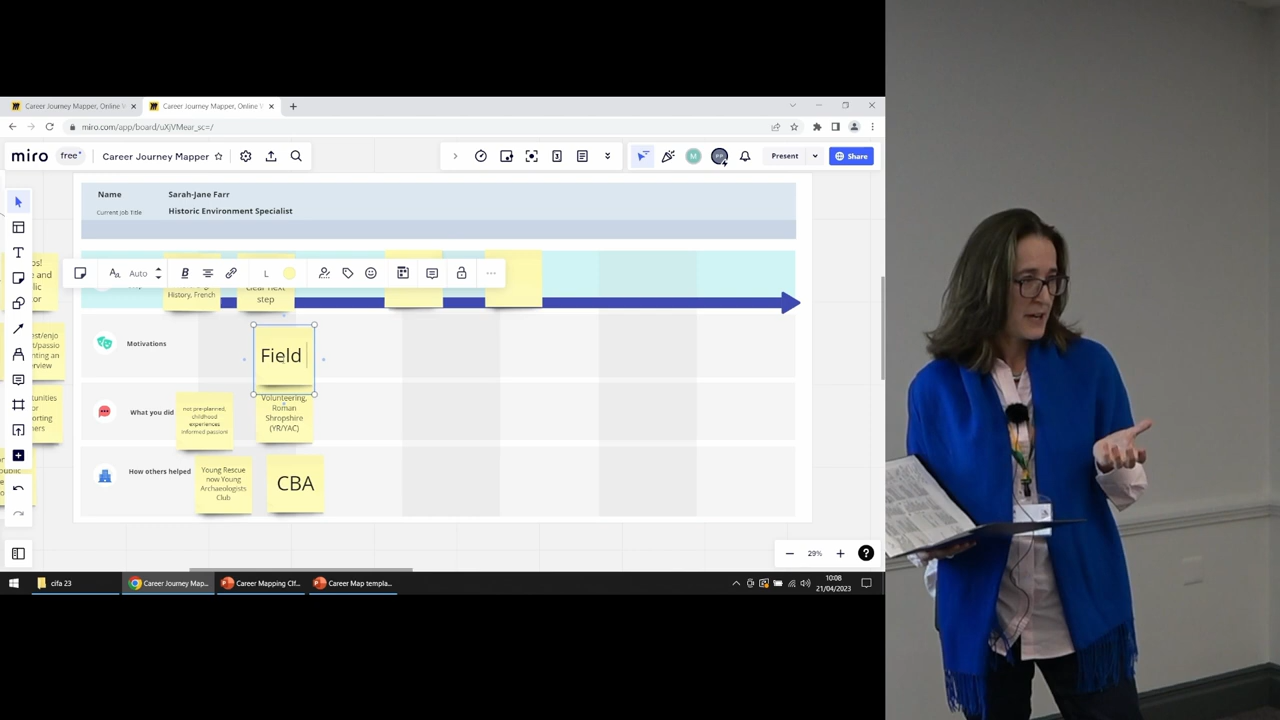 Career Journey Mapper, Online W
Career Journey Mapper, Online W
miro.com/app/board/uXjVMear_sc=/
miro
free
Career Journey Mapper
Present
Share
Name
Sarah-Jane Farr
Current Job Title
Historic Environment Specialist
Auto
B
L
History, French
clear next
step
Motivations
Field
What you did
not pre-planned,
childhood
experiences
informed passion!
Volunteering,
Roman
Shropshire
(YR/YAC)
How others helped
Young Rescue
now Young
Archaeologists
Club
CBA
29%
cifa 23
Career Journey Map...
Career Mapping CIf...
Career Map templa...
10:08
21/04/2023